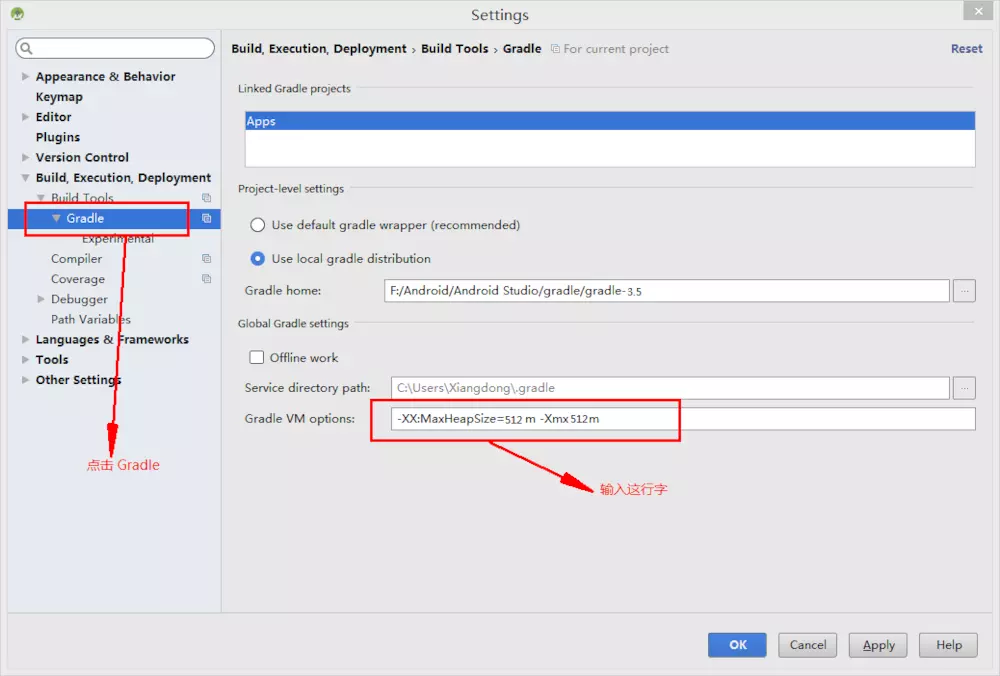 Settings
Build, Execution, Deployment › Build Tools › Gradle For current project Reset
Appearance & Behavior
Keymap
Editor
Plugins
Version Control
Build, Execution, Deployment
Build Tools
Gradle
Experimental
Compiler
Coverage
Debugger
Path Variables
Languages & Frameworks
Tools
Other Settings
点击 Gradle
Linked Gradle projects
Apps
Project-level settings
Use default gradle wrapper (recommended)
Use local gradle distribution
Gradle home: F:/Android/Android Studio/gradle/gradle-3.5 ...
Global Gradle settings
Offline work
Service directory path: C:\Users\Xiangdong\.gradle ...
Gradle VM options: -XX:MaxHeapSize=512 m -Xmx 512m
输入这行字
OK Cancel Apply Help